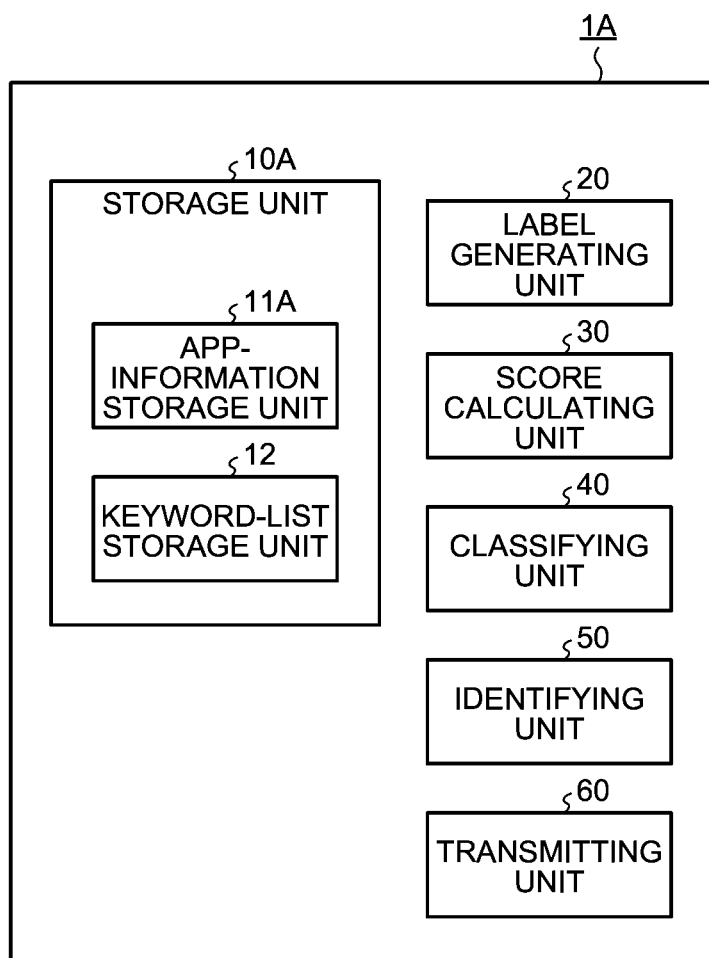 1A
10A
STORAGE UNIT
11A
APP-
INFORMATION
STORAGE UNIT
12
KEYWORD-LIST
STORAGE UNIT
20
LABEL
GENERATING
UNIT
30
SCORE
CALCULATING
UNIT
40
CLASSIFYING
UNIT
50
IDENTIFYING
UNIT
60
TRANSMITTING
UNIT